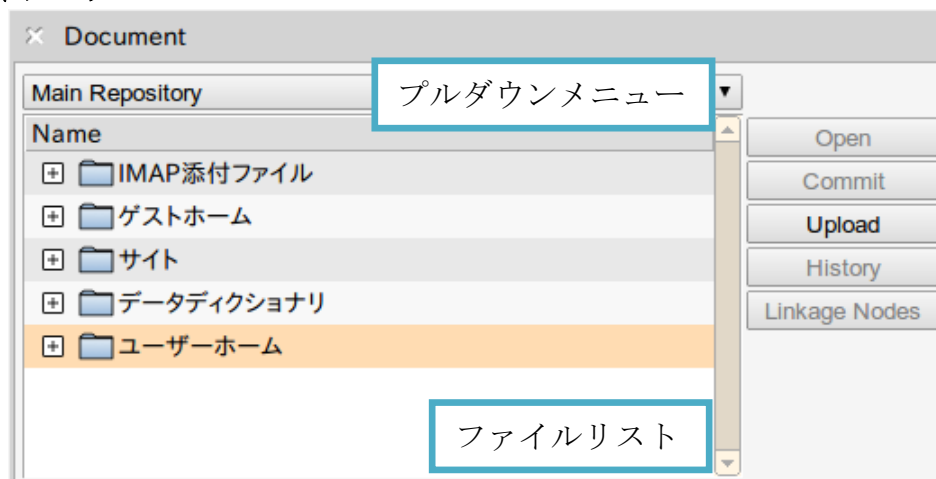 Document
Main Repository
プルダウンメニュー
Name
IMAP添付ファイル
ゲストホーム
サイト
データディクショナリ
ユーザーホーム
ファイルリスト
Open
Commit
Upload
History
Linkage Nodes